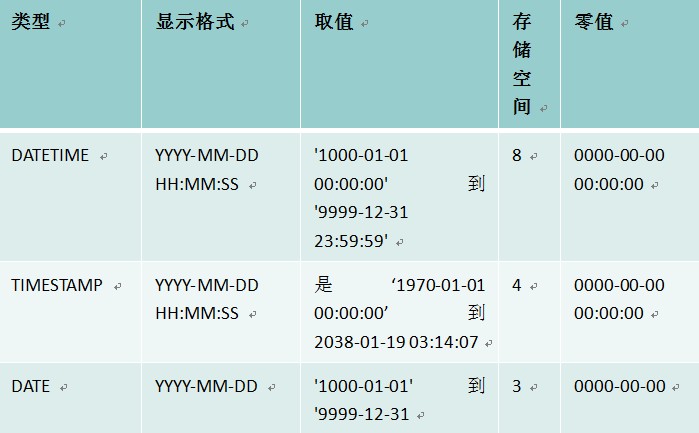 类型 显示格式 取值 存储空间 零值
DATETIME YYYY-MM-DD HH:MM:SS '1000-01-01 00:00:00' 到 '9999-12-31 23:59:59' 8 0000-00-00 00:00:00
TIMESTAMP YYYY-MM-DD HH:MM:SS 是 ‘1970-01-01 00:00:00’ 到 2038-01-19 03:14:07 4 0000-00-00 00:00:00
DATE YYYY-MM-DD '1000-01-01' 到 '9999-12-31 3 0000-00-00